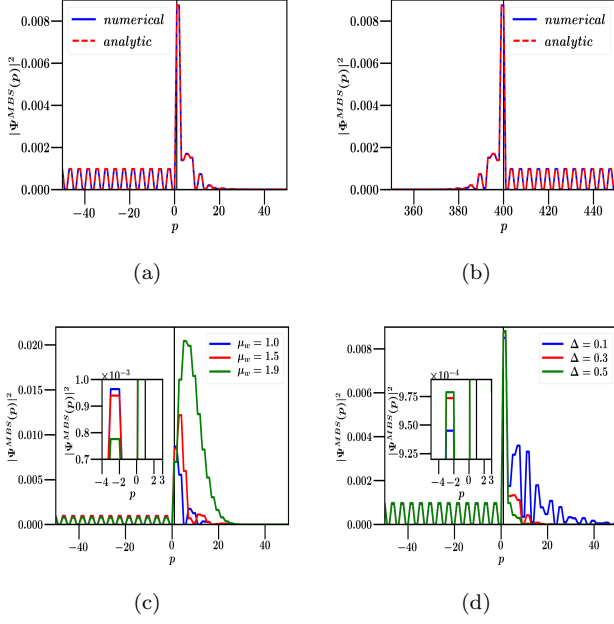 |Ψ^{MBS}(p)|²
0.008
0.006
0.004
0.002
0.000
numerical
analytic
−40 −20 0 20 40
p
(a)
|Φ^{MBS}(p)|²
0.008
0.006
0.004
0.002
0.000
numerical
analytic
360 380 400 420 440
p
(b)
|Ψ^{MBS}(p)|²
0.020
0.015
0.010
0.005
0.000
μ_w = 1.0
μ_w = 1.5
μ_w = 1.9
×10⁻³
|Ψ^{MBS}(p)|²
1.0
0.9
0.8
0.7
−4 −2 0 2 3
p
−40 −20 0 20 40
p
(c)
|Ψ^{MBS}(p)|²
0.008
0.006
0.004
0.002
0.000
Δ = 0.1
Δ = 0.3
Δ = 0.5
×10⁻⁴
|Ψ^{MBS}(p)|²
9.75
9.50
9.25
−4 −2 0 2 3
p
−40 −20 0 20 40
p
(d)